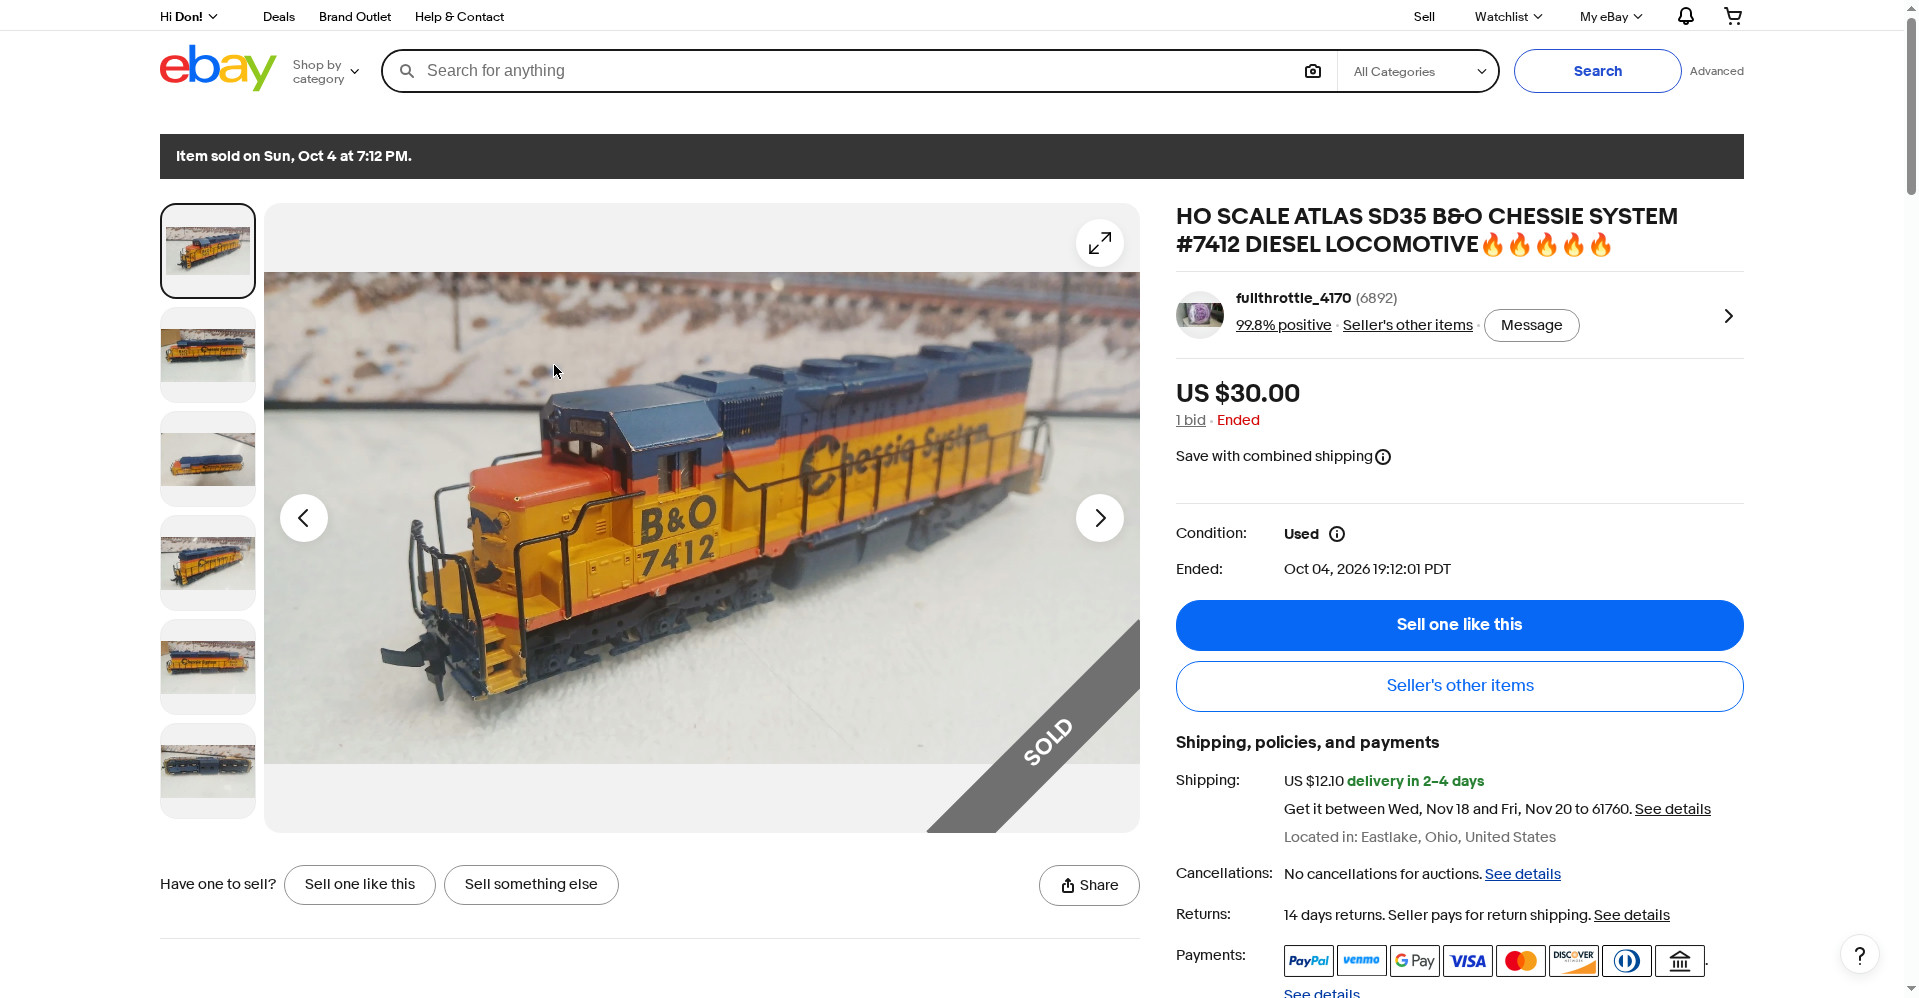 Hi Don!
Deals
Brand Outlet
Help & Contact
Sell
Watchlist
My eBay
ebay
Shop by
category
Search for anything
All Categories
Search
Advanced
Item sold on Sun, Oct 4 at 7:12 PM.
HO SCALE ATLAS SD35 B&O CHESSIE SYSTEM
#7412 DIESEL LOCOMOTIVE🔥🔥🔥🔥🔥
fullthrottle_4170 (6892)
99.8% positive · Seller's other items · Message
US $30.00
1 bid · Ended
Save with combined shipping
Condition: Used
Ended: Oct 04, 2026 19:12:01 PDT
Sell one like this
Seller's other items
Chessie System
B&O
7412
SOLD
Shipping, policies, and payments
Shipping: US $12.10 delivery in 2–4 days
Get it between Wed, Nov 18 and Fri, Nov 20 to 61760. See details
Located in: Eastlake, Ohio, United States
Cancellations: No cancellations for auctions. See details
Returns: 14 days returns. Seller pays for return shipping. See details
Payments: PayPal venmo G Pay VISA DISCOVER
See details
Have one to sell? Sell one like this Sell something else
Share
?